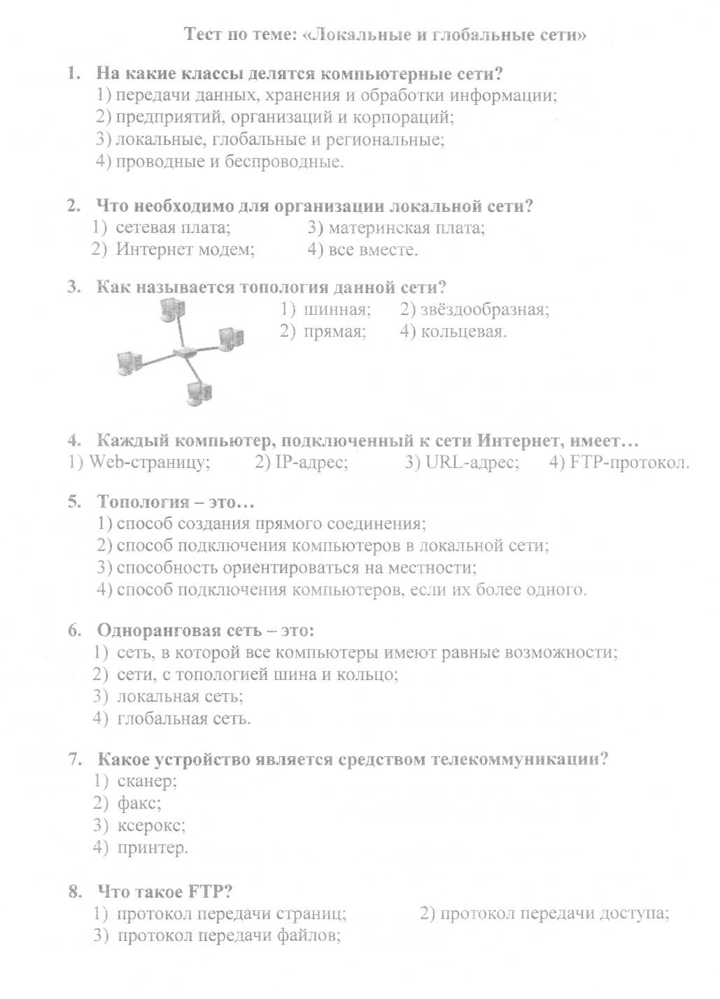 Тест по теме: «Локальные и глобальные сети»
1. На какие классы делятся компьютерные сети?
1) передачи данных, хранения и обработки информации;
2) предприятий, организаций и корпораций;
3) локальные, глобальные и региональные;
4) проводные и беспроводные.
2. Что необходимо для организации локальной сети?
1) сетевая плата; 3) материнская плата;
2) Интернет модем; 4) все вместе.
3. Как называется топология данной сети?
1) шинная; 2) звёздообразная;
2) прямая; 4) кольцевая.
4. Каждый компьютер, подключенный к сети Интернет, имеет…
1) Web-страницу; 2) IP-адрес; 3) URL-адрес; 4) FTP-протокол.
5. Топология – это…
1) способ создания прямого соединения;
2) способ подключения компьютеров в локальной сети;
3) способность ориентироваться на местности;
4) способ подключения компьютеров, если их более одного.
6. Одноранговая сеть – это:
1) сеть, в которой все компьютеры имеют равные возможности;
2) сети, с топологией шина и кольцо;
3) локальная сеть;
4) глобальная сеть.
7. Какое устройство является средством телекоммуникации?
1) сканер;
2) факс;
3) ксерокс;
4) принтер.
8. Что такое FTP?
1) протокол передачи страниц; 2) протокол передачи доступа;
3) протокол передачи файлов;